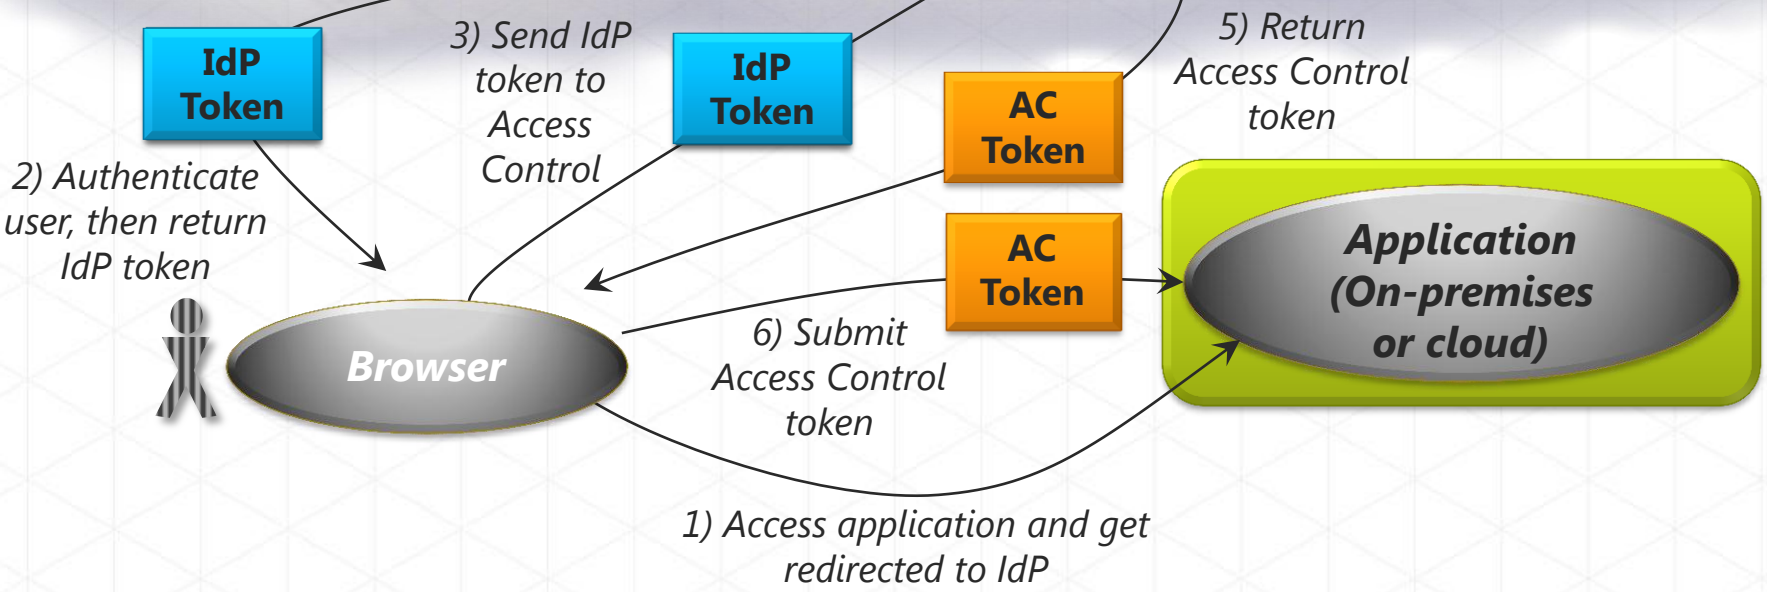 IdP
Token
3) Send IdP
token to
Access
Control
IdP
Token
5) Return
Access Control
token
AC
Token
2) Authenticate
user, then return
IdP token
AC
Token
Application
(On-premises
or cloud)
Browser
6) Submit
Access Control
token
1) Access application and get
redirected to IdP